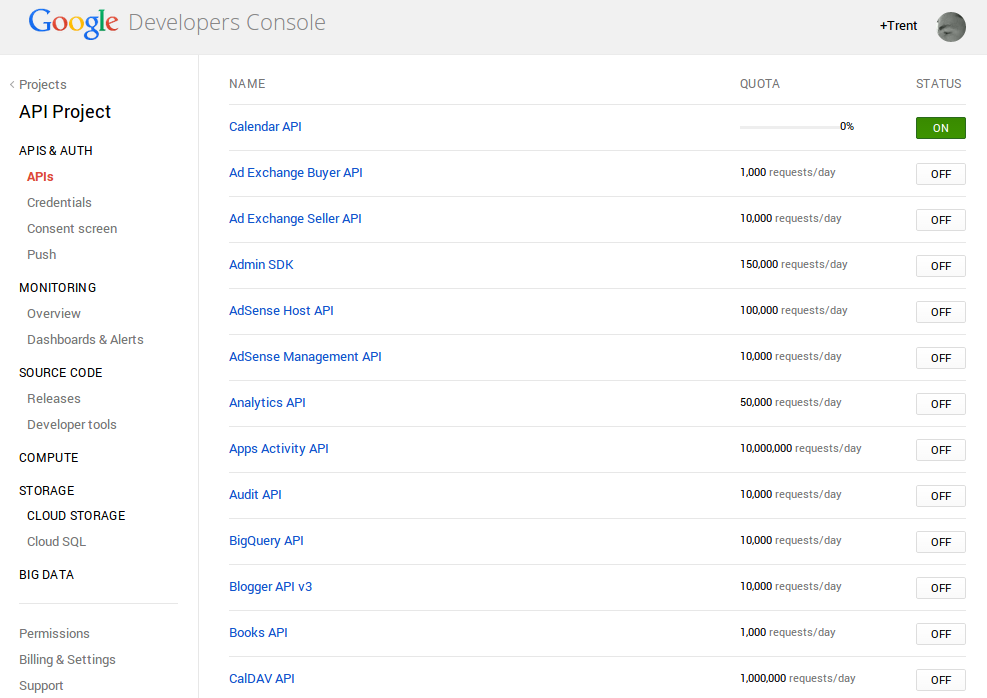 Google Developers Console
+Trent
< Projects
API Project
APIS & AUTH
APIs
Credentials
Consent screen
Push
MONITORING
Overview
Dashboards & Alerts
SOURCE CODE
Releases
Developer tools
COMPUTE
STORAGE
CLOUD STORAGE
Cloud SQL
BIG DATA
Permissions
Billing & Settings
Support
NAME QUOTA STATUS
Calendar API 0% ON
Ad Exchange Buyer API 1,000 requests/day OFF
Ad Exchange Seller API 10,000 requests/day OFF
Admin SDK 150,000 requests/day OFF
AdSense Host API 100,000 requests/day OFF
AdSense Management API 10,000 requests/day OFF
Analytics API 50,000 requests/day OFF
Apps Activity API 10,000,000 requests/day OFF
Audit API 10,000 requests/day OFF
BigQuery API 10,000 requests/day OFF
Blogger API v3 10,000 requests/day OFF
Books API 1,000 requests/day OFF
CalDAV API 1,000,000 requests/day OFF